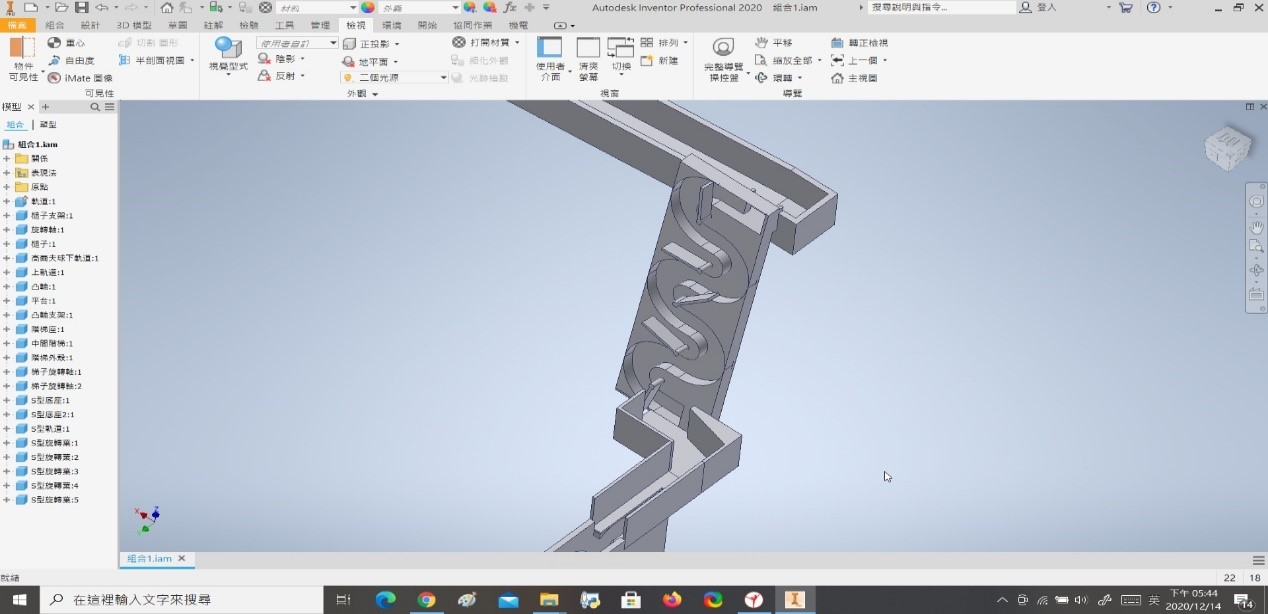 Autodesk Inventor Professional 2020 組合1.iam
搜尋說明與指令...
登入
材料
外觀
檔案 組合 設計 3D 模型 草圖 註解 檢驗 工具 管理 檢視 環境 開始 協同作業 機電
物件
可見性
重心
自由度
iMate 圖像
切割 圖形
半剖面視圖
可見性
視覺型式
使用者自訂
陰影
反射
正投影
地平面
二個光源
打開材質
細化外觀
光跡追蹤
外觀
使用者
介面
清爽
螢幕
切換
排列
新建
視窗
完整導覽
操控盤
平移
縮放全部
環轉
轉正檢視
上一個
主視圖
導覽
模型
組合
組合1.iam
關係
表現法
原點
軌道:1
槌子支架:1
旋轉軸:1
槌子:1
高爾夫球下軌道:1
上軌道:1
凸輪:1
平台:1
凸輪支架:1
階梯座:1
中間階梯:1
階梯外殼:1
梯子旋轉軸:1
梯子旋轉軸:2
S型底座:1
S型底座2:1
S型軌道:1
S型旋轉葉:1
S型旋轉葉:2
S型旋轉葉:3
S型旋轉葉:4
S型旋轉葉:5
組合1.iam
就緒
22 18
在這裡輸入文字來搜尋
英
下午 05:44
2020/12/14
14